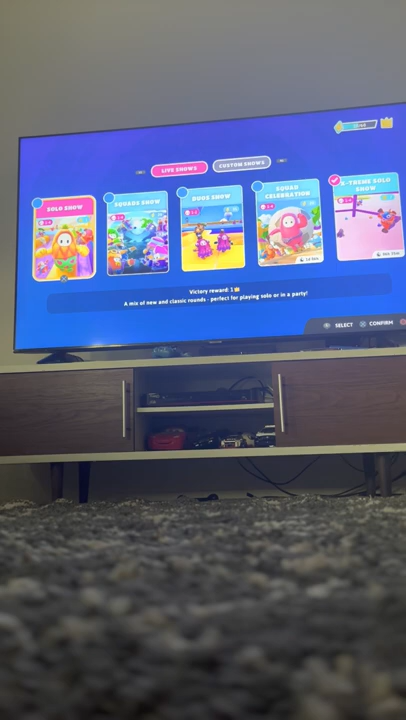 LIVE SHOWS
CUSTOM SHOWS
SOLO SHOW
SQUADS SHOW
DUOS SHOW
SQUAD CELEBRATION
X-TREME SOLO SHOW
Victory reward: 1
A mix of new and classic rounds - perfect for playing solo or in a party!
SELECT
CONFIRM